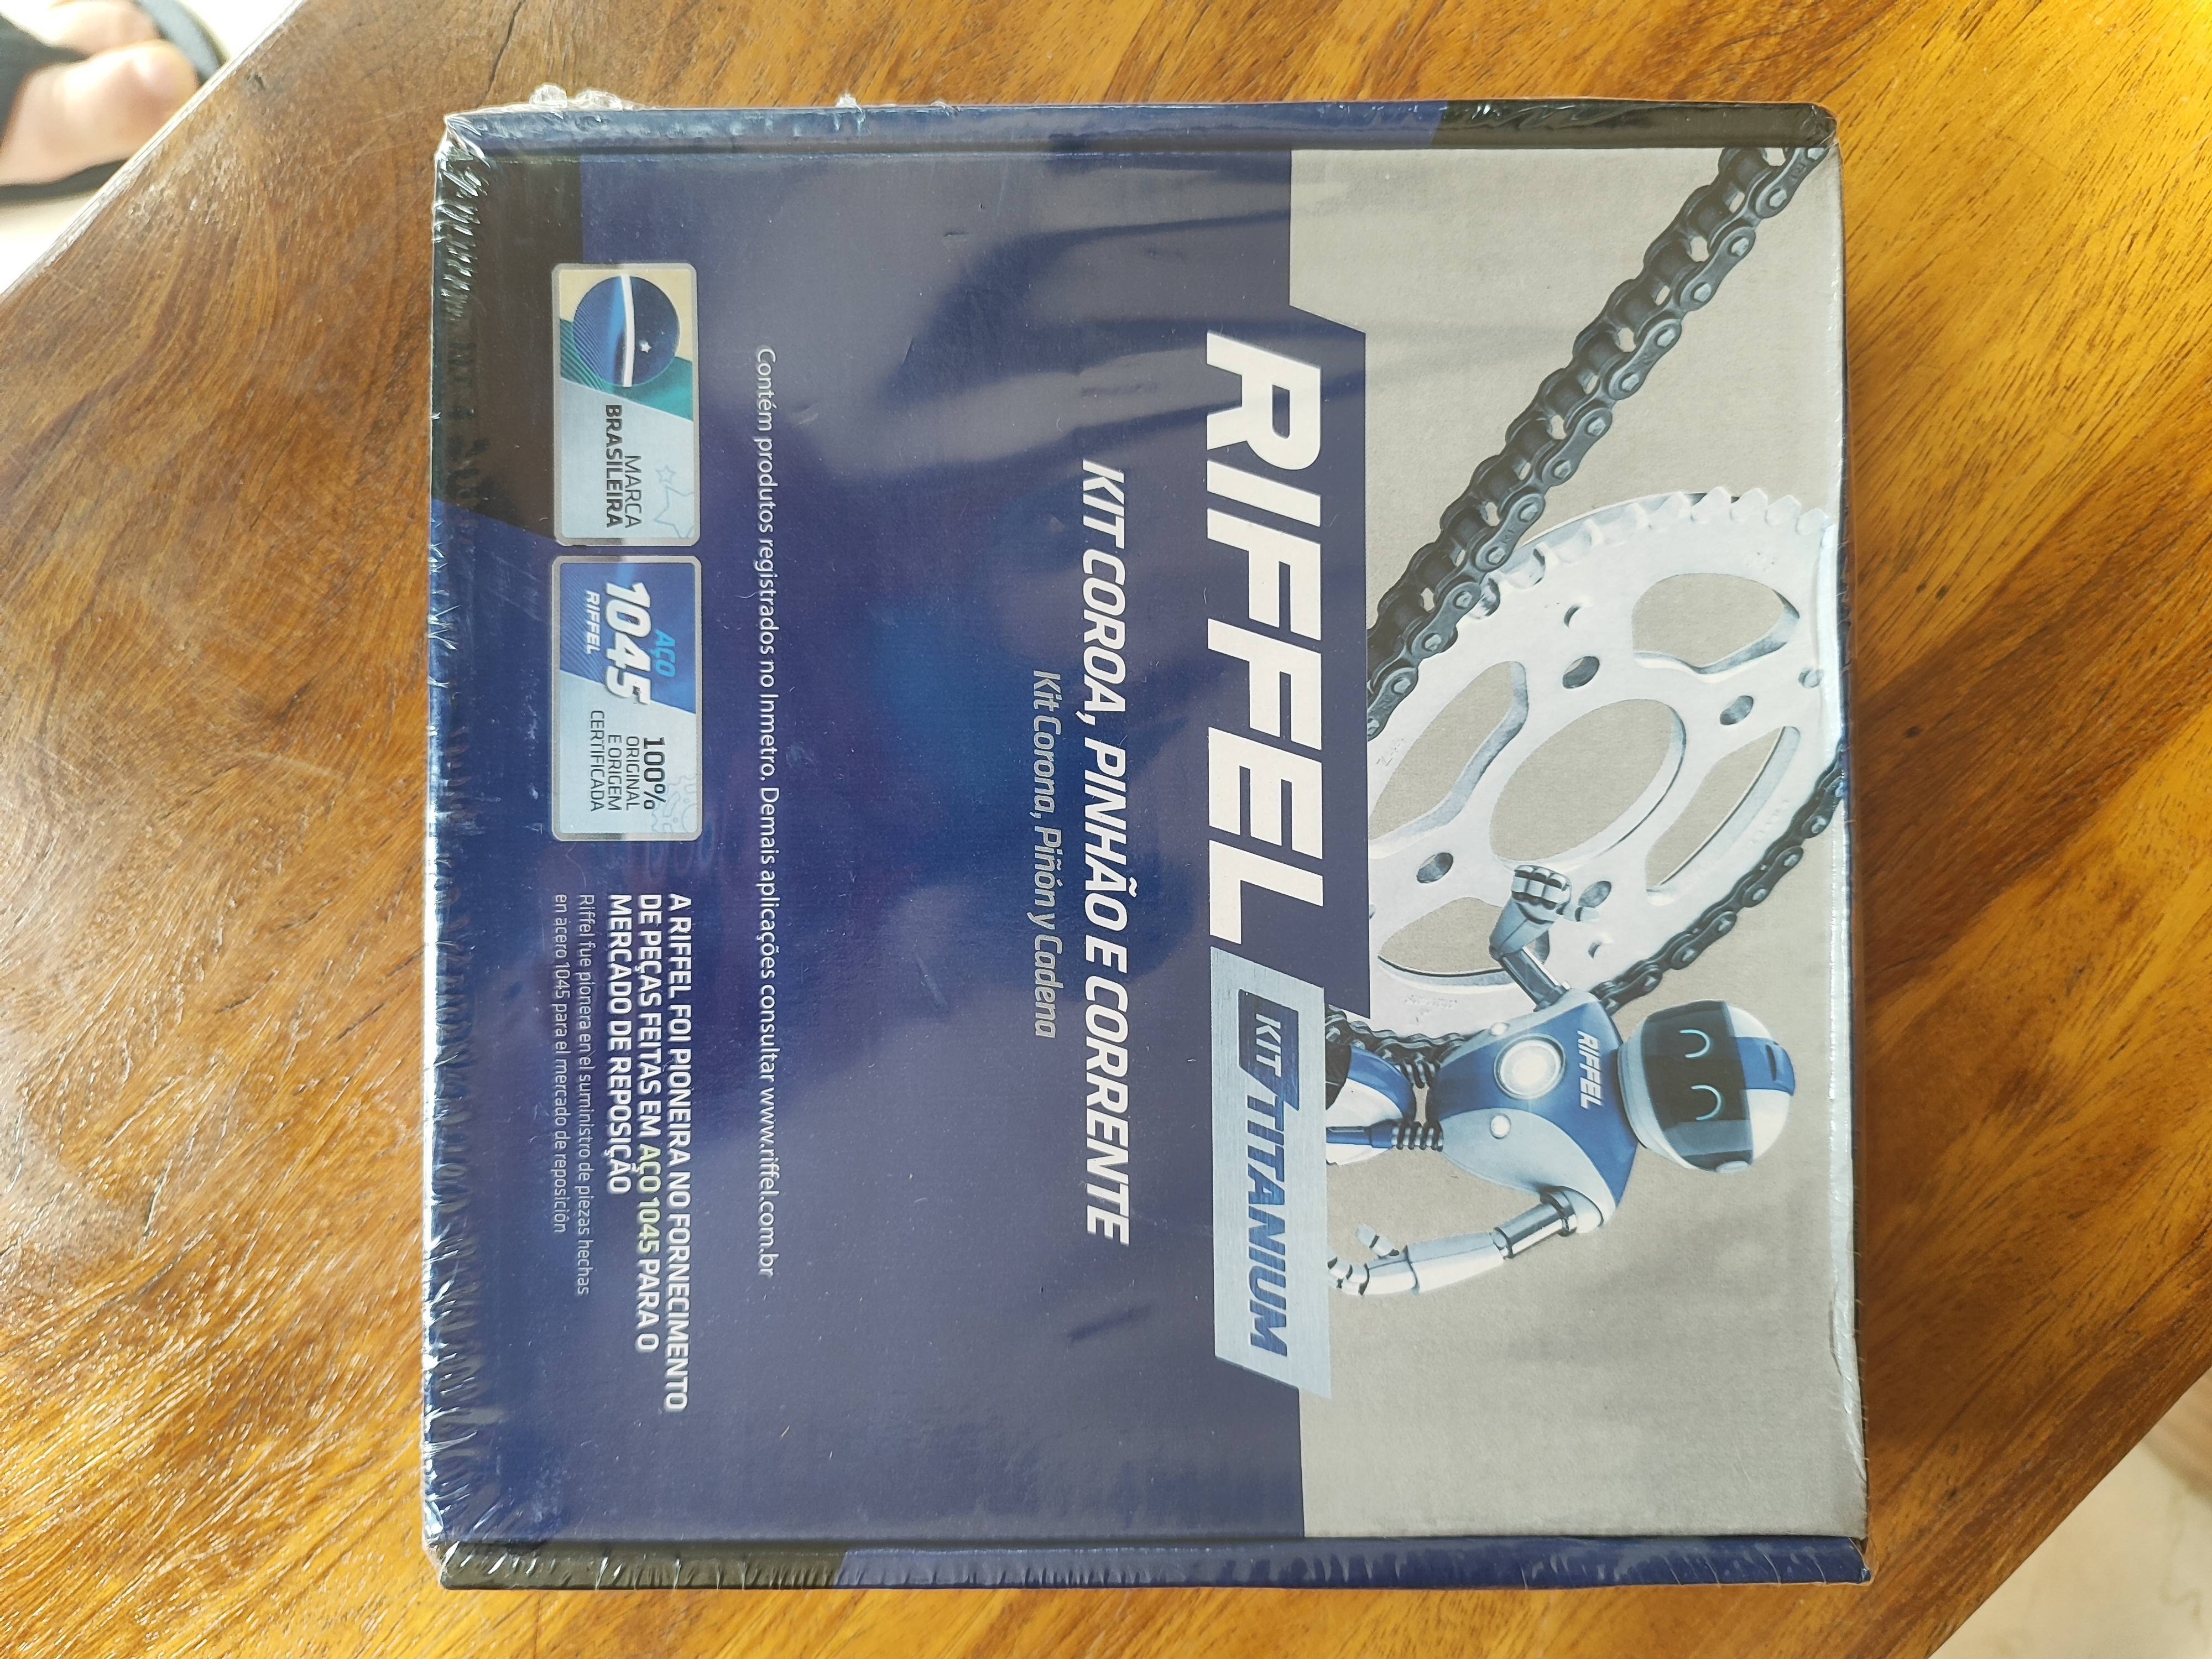 RIFFEL
RIFFEL
KIT TITANIUM
KIT COROA, PINHÃO E CORRENTE
Kit Corona, Piñón y Cadena
Contém produtos registrados no Inmetro. Demais aplicações consultar www.riffel.com.br
MARCA
BRASILEIRA
AÇO
1045
RIFFEL
100%
ORIGINAL
E ORIGEM
CERTIFICADA
A RIFFEL FOI PIONEIRA NO FORNECIMENTO
DE PEÇAS FEITAS EM AÇO 1045 PARA O
MERCADO DE REPOSIÇÃO
Riffel fue pionera en el suministro de piezas hechas
en acero 1045 para el mercado de reposición